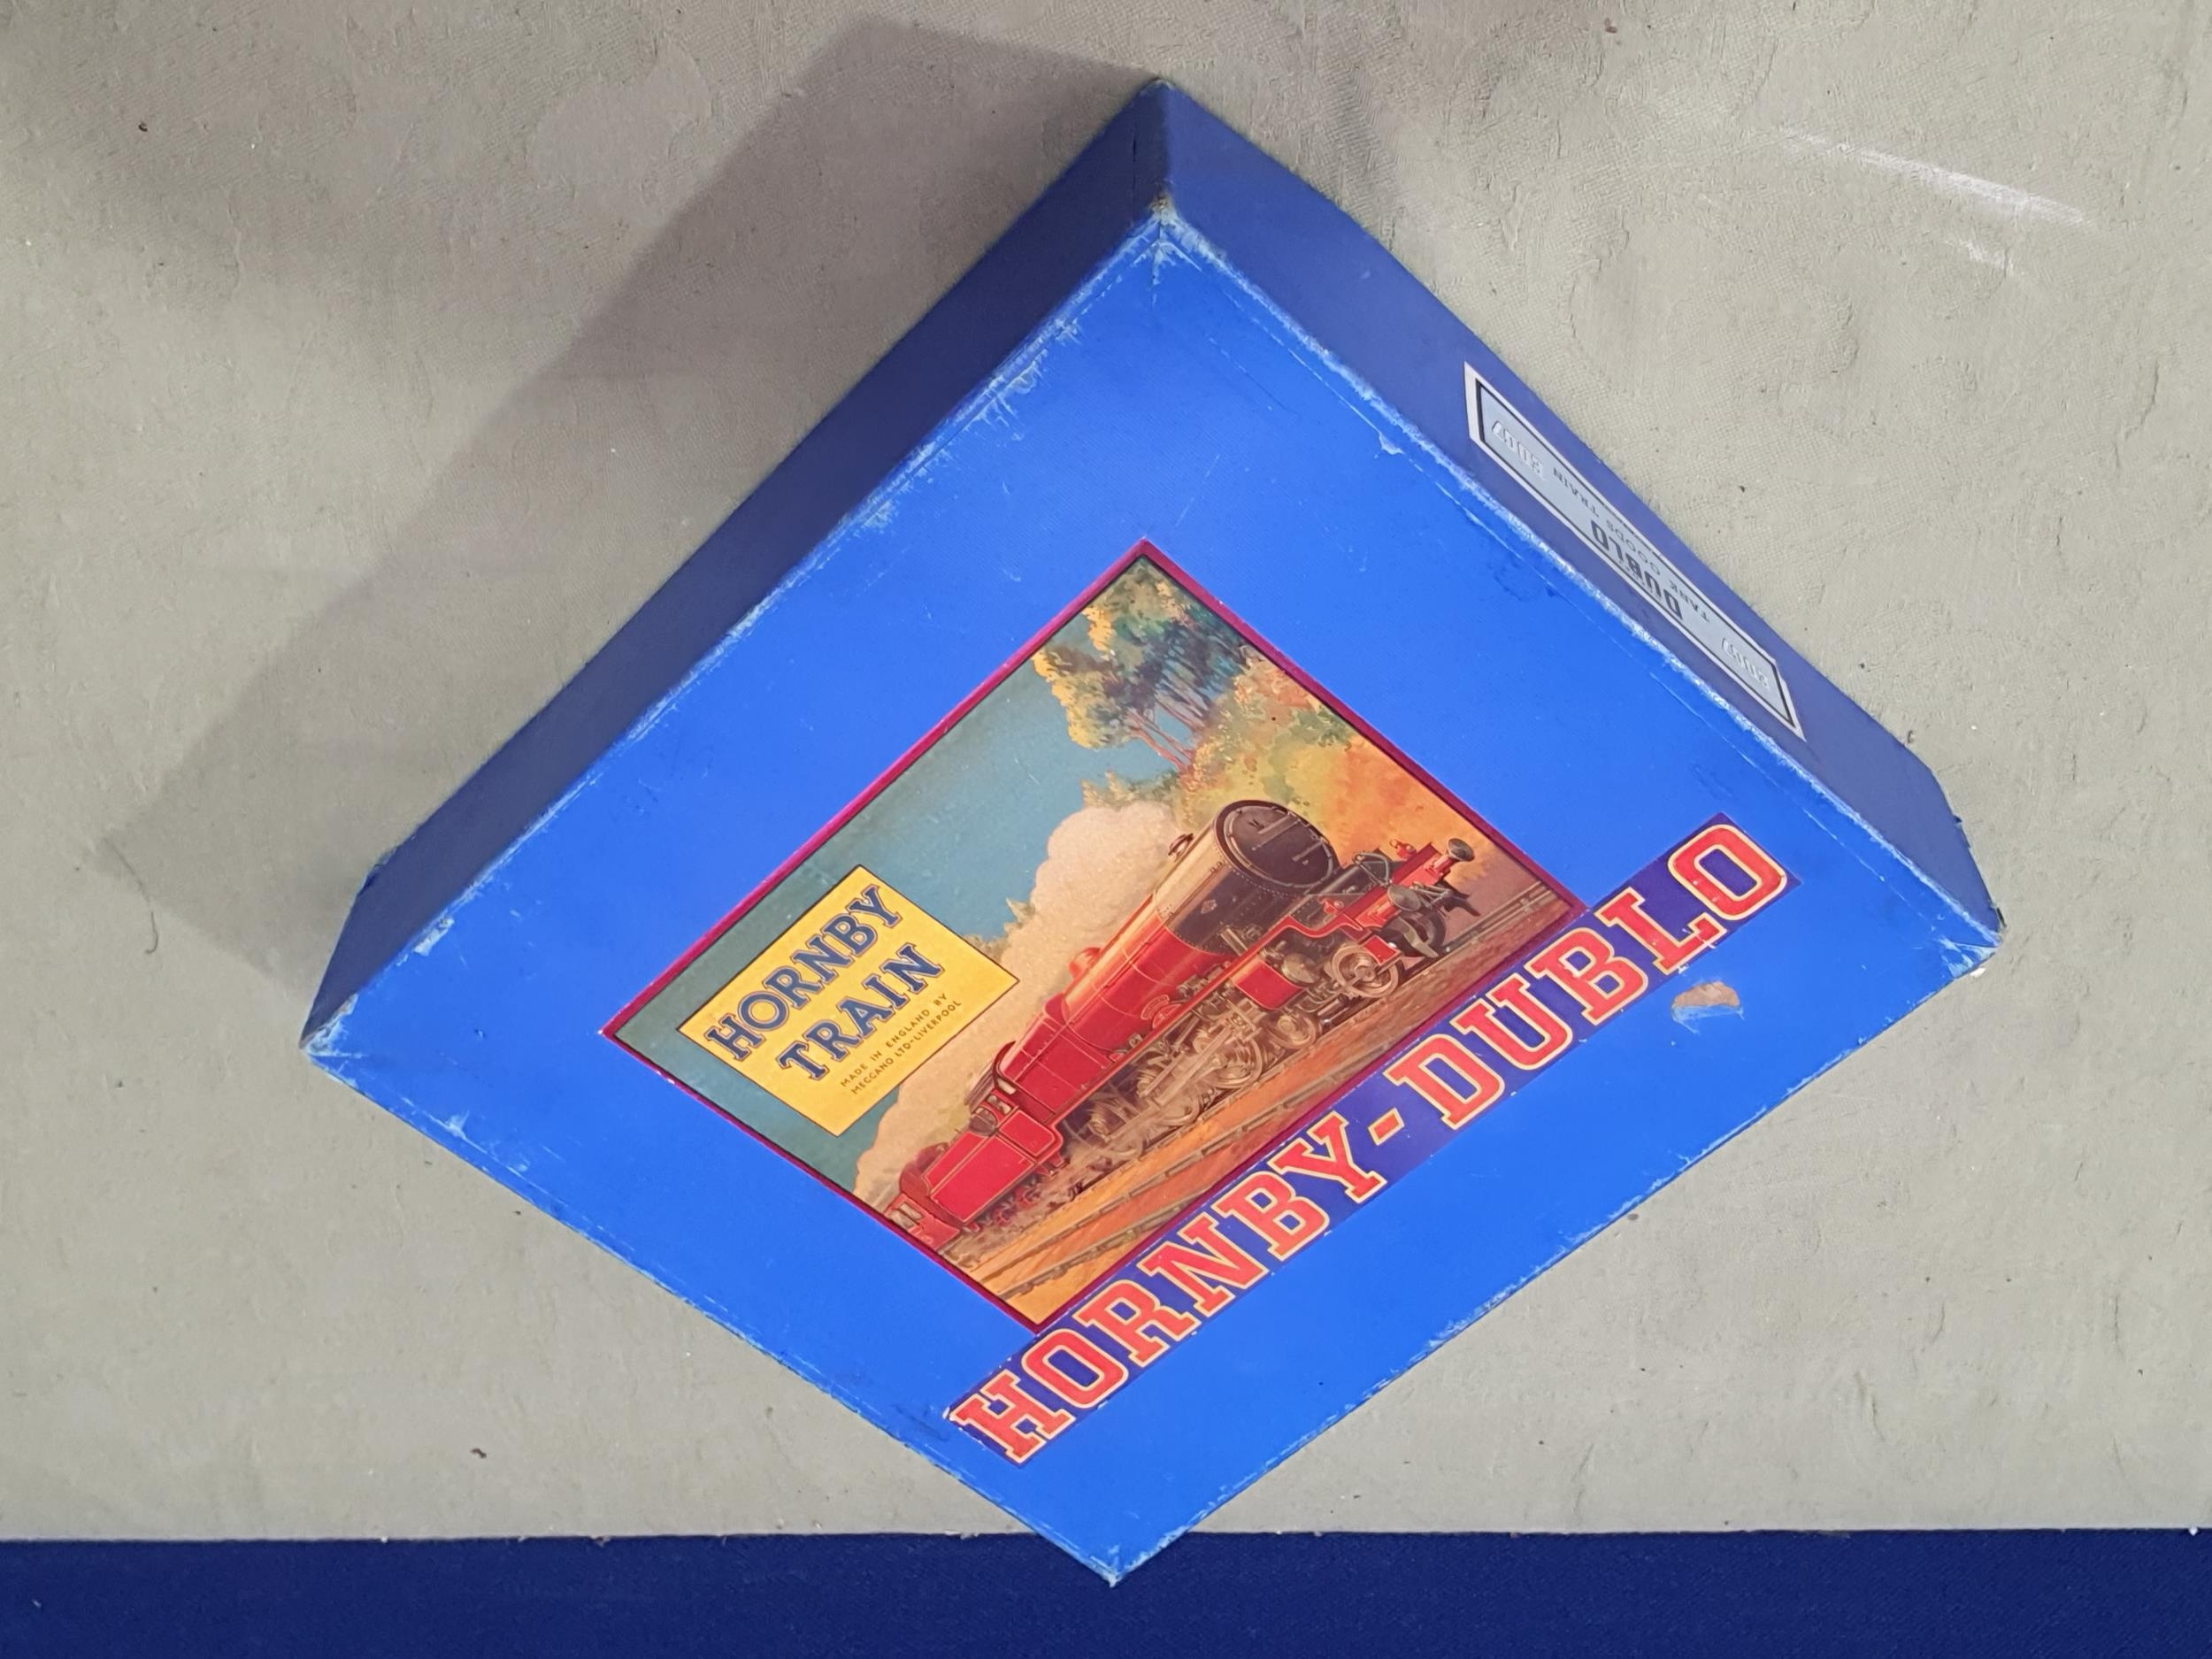 HORNBY
TRAIN
MADE IN ENGLAND BY
MECCANO LTD-LIVERPOOL
HORNBY-DUBLO
DUBLO
TANK GOODS TRAIN